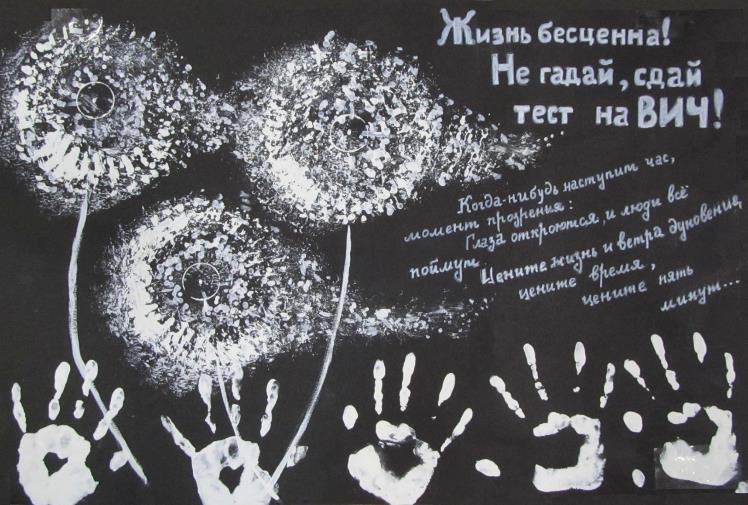 Жизнь бесценна!
Не гадай, сдай
тест на ВИЧ!
Когда-нибудь наступит час,
момент прозрения:
Глаза откроются, и люди всё
поймут.
Цените жизнь и ветра дуновение,
цените время,
цените пять
минут...